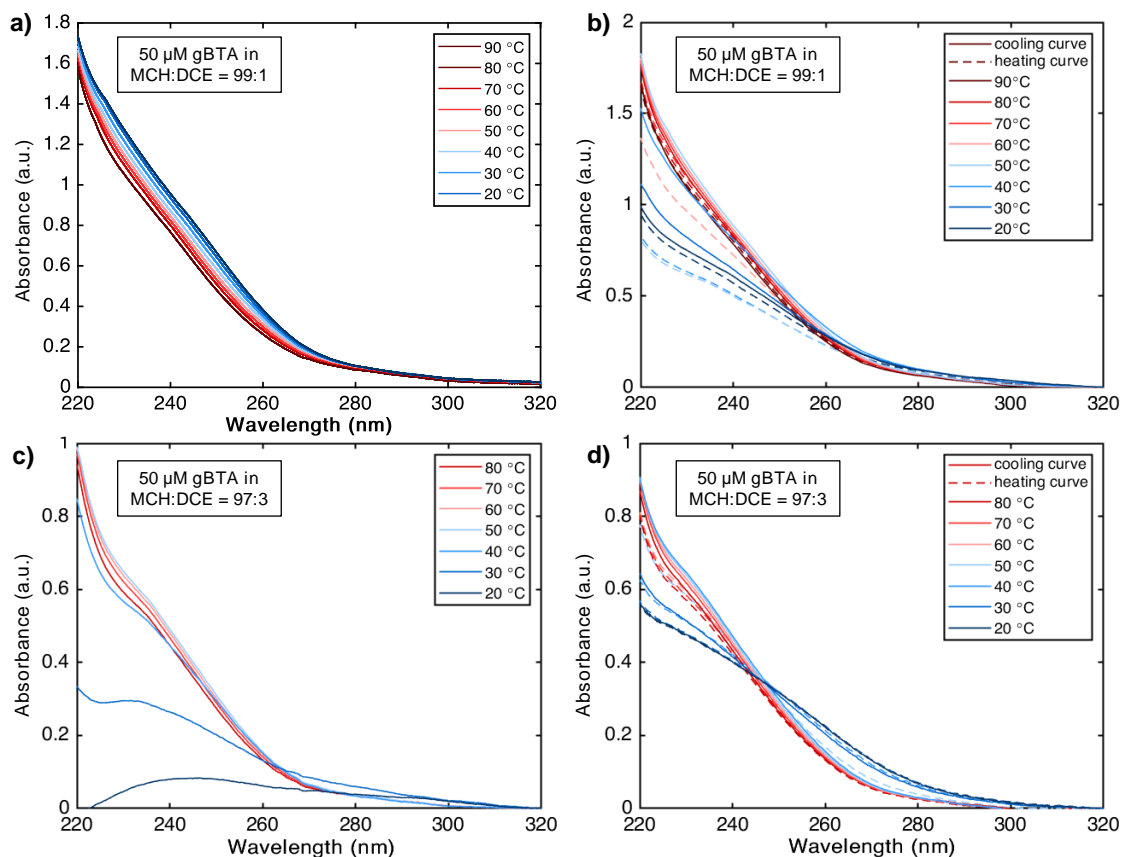 a)
50 µM gBTA in
MCH:DCE = 99:1
90 °C
80 °C
70 °C
60 °C
50 °C
40 °C
30 °C
20 °C
Absorbance (a.u.)
1.8
1.6
1.4
1.2
1
0.8
0.6
0.4
0.2
0
220 240 260 280 300 320
Wavelength (nm)
b)
50 µM gBTA in
MCH:DCE = 99:1
cooling curve
heating curve
90°C
80°C
70°C
60°C
50°C
40°C
30°C
20°C
Absorbance (a.u.)
2
1.5
1
0.5
0
220 240 260 280 300 320
Wavelength (nm)
c)
50 µM gBTA in
MCH:DCE = 97:3
80 °C
70 °C
60 °C
50 °C
40 °C
30 °C
20 °C
Absorbance (a.u.)
1
0.8
0.6
0.4
0.2
0
220 240 260 280 300 320
Wavelength (nm)
d)
50 µM gBTA in
MCH:DCE = 97:3
cooling curve
heating curve
80 °C
70 °C
60 °C
50 °C
40 °C
30 °C
20 °C
Absorbance (a.u.)
1
0.8
0.6
0.4
0.2
0
220 240 260 280 300 320
Wavelength (nm)